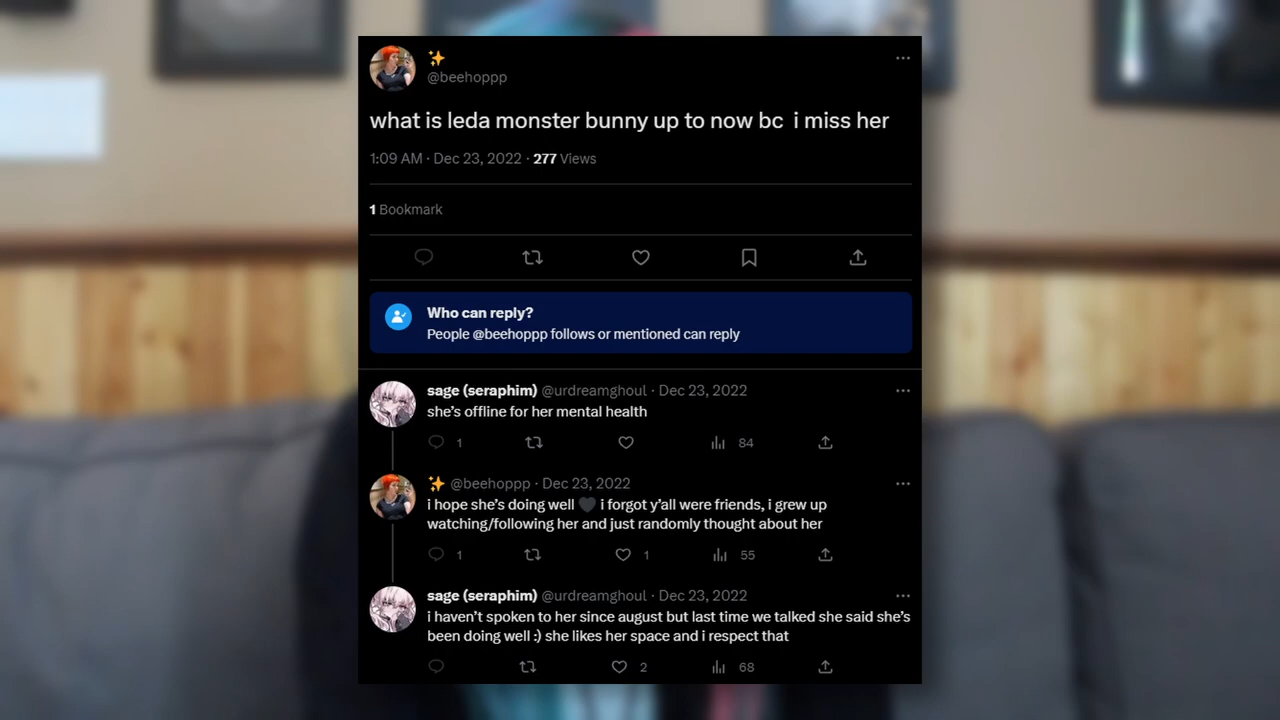 ✨
@beehoppp
what is leda monster bunny up to now bc i miss her
1:09 AM · Dec 23, 2022 · 277 Views
1 Bookmark
Who can reply?
People @beehoppp follows or mentioned can reply
sage (seraphim) @urdreamghoul · Dec 23, 2022
she's offline for her mental health
1 84
✨ @beehoppp · Dec 23, 2022
i hope she's doing well 🖤 i forgot y'all were friends, i grew up
watching/following her and just randomly thought about her
1 1 55
sage (seraphim) @urdreamghoul · Dec 23, 2022
i haven't spoken to her since august but last time we talked she said she's
been doing well :) she likes her space and i respect that
2 68